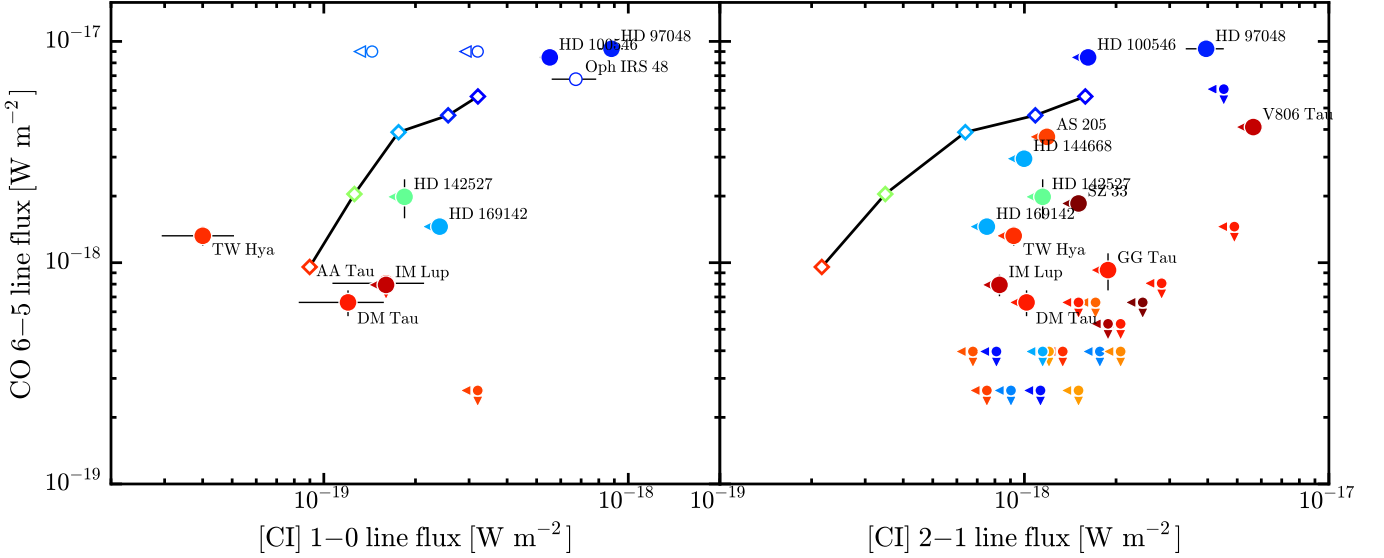 10⁻¹⁷
10⁻¹⁸
10⁻¹⁹
CO 6−5 line flux [W m⁻²]
HD 100546
HD 97048
Oph IRS 48
HD 142527
HD 169142
TW Hya
AA Tau
IM Lup
DM Tau
10⁻¹⁹
10⁻¹⁸
[CI] 1−0 line flux [W m⁻²]
HD 100546
HD 97048
V806 Tau
AS 205
HD 144668
HD 142527
SZ 33
HD 169142
TW Hya
GG Tau
IM Lup
DM Tau
10⁻¹⁹
10⁻¹⁸
10⁻¹⁷
[CI] 2−1 line flux [W m⁻²]